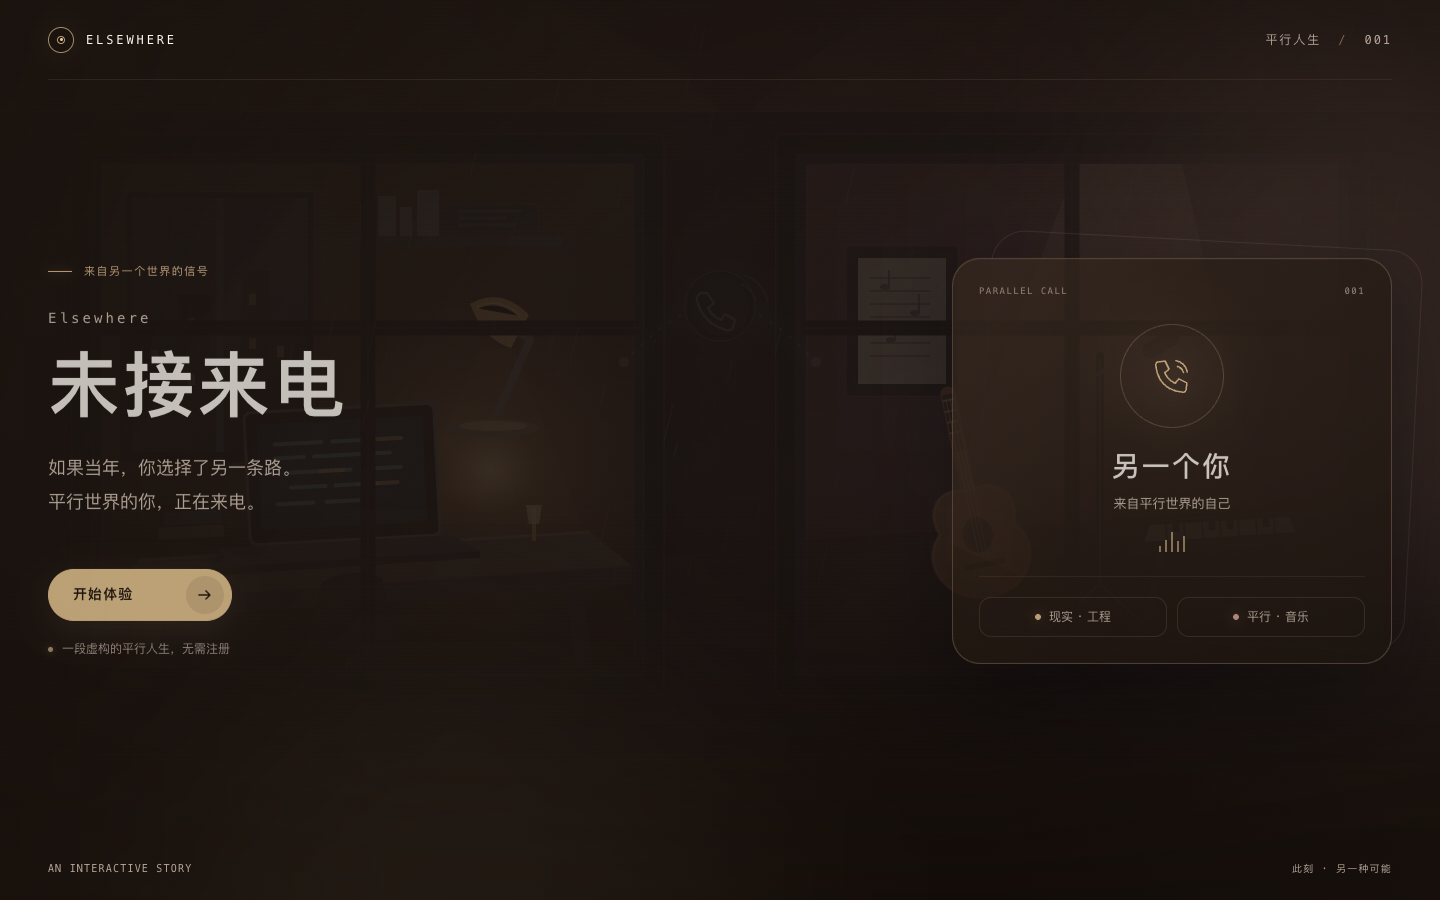 ELSEWHERE
平行人生 / 001
来自另一个世界的信号
Elsewhere
未接来电
如果当年，你选择了另一条路。
平行世界的你，正在来电。
开始体验
一段虚构的平行人生，无需注册
PARALLEL CALL 001
另一个你
来自平行世界的自己
现实 · 工程
平行 · 音乐
AN INTERACTIVE STORY
此刻 · 另一种可能